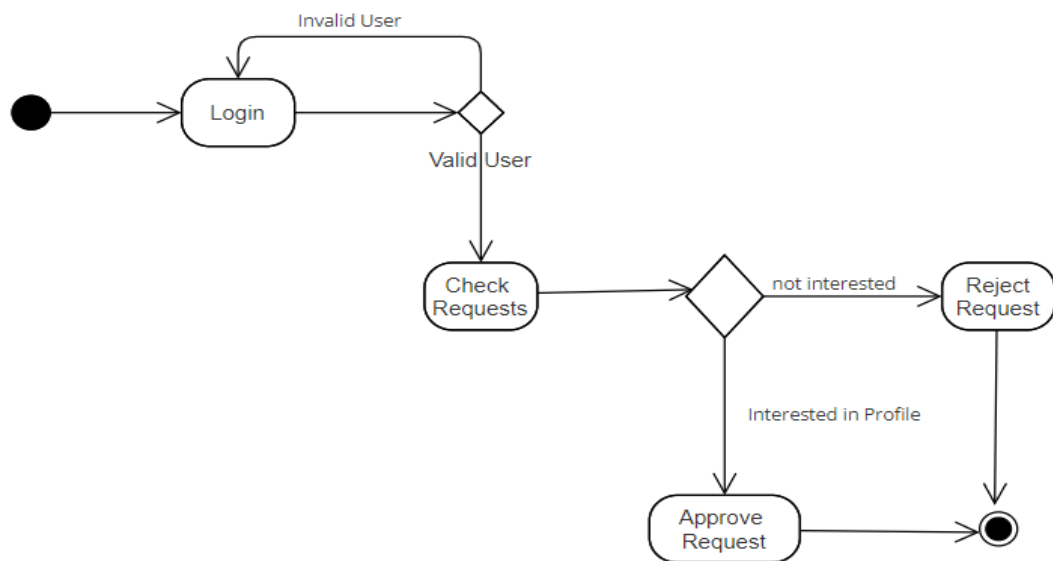 Invalid User
Login
Valid User
Check
Requests
not interested
Reject
Request
Interested in Profile
Approve
Request